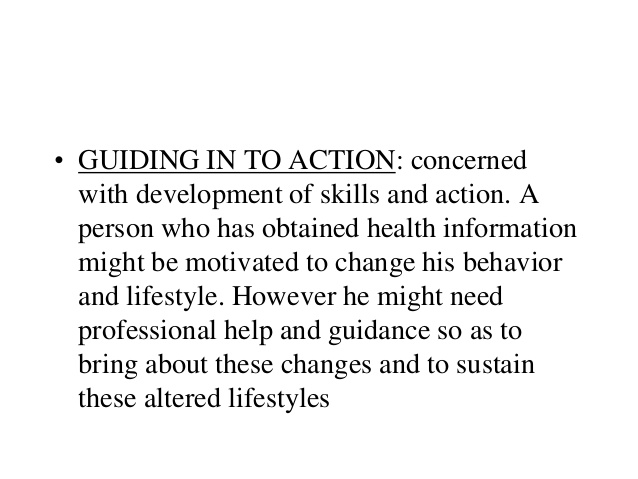 • GUIDING IN TO ACTION: concerned
with development of skills and action. A
person who has obtained health information
might be motivated to change his behavior
and lifestyle. However he might need
professional help and guidance so as to
bring about these changes and to sustain
these altered lifestyles